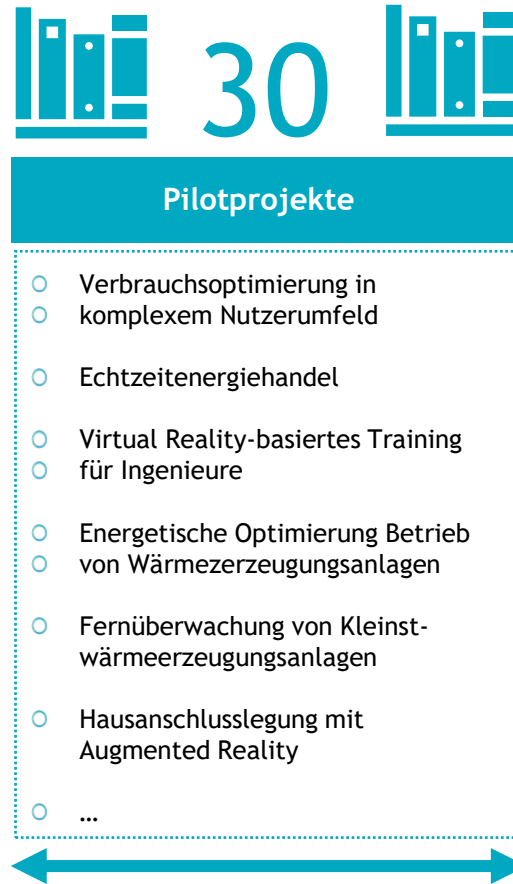 30
Pilotprojekte
Verbrauchsoptimierung in
komplexem Nutzerumfeld
Echtzeitenergiehandel
Virtual Reality-basiertes Training
für Ingenieure
Energetische Optimierung Betrieb
von Wärmezerzeugungsanlagen
Fernüberwachung von Kleinst-
wärmeerzeugungsanlagen
Hausanschlusslegung mit
Augmented Reality
…